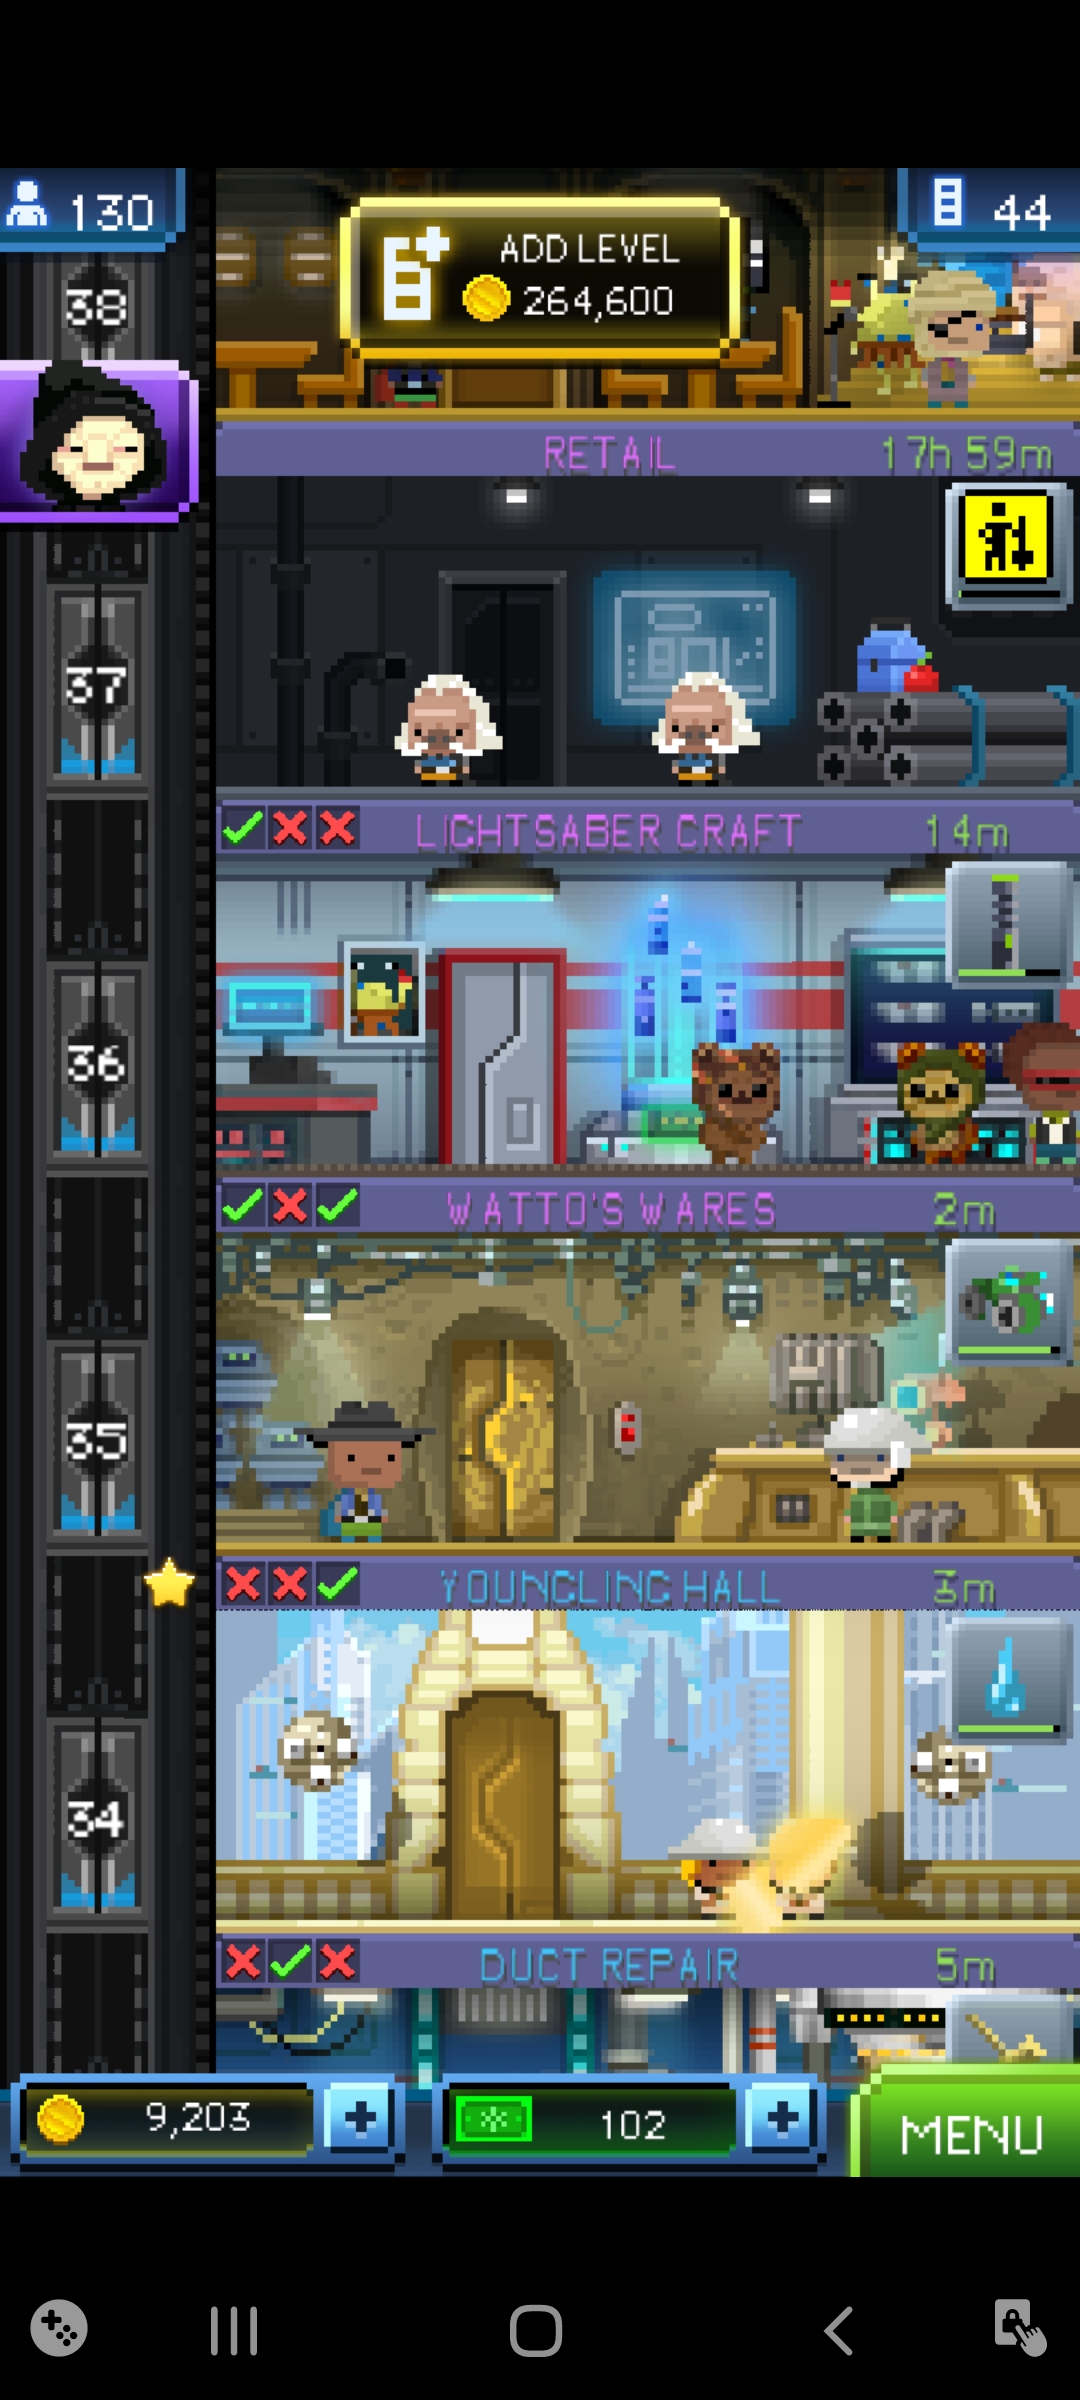 130
ADD LEVEL
264,600
44
38
RETAIL 17h 59m
37
LIGHTSABER CRAFT 14m
36
WATTO'S WARES 2m
35
YOUNGLING HALL 3m
34
DUCT REPAIR 5m
9,203
102
MENU